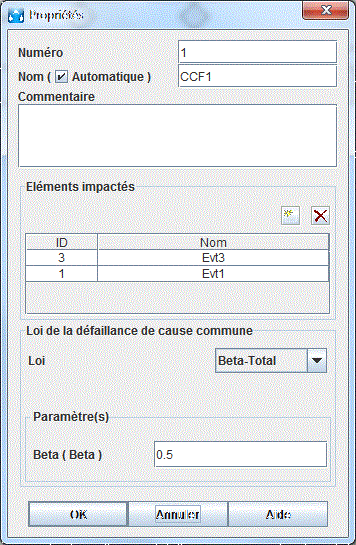 Propriétés
Numéro 1
Nom ( Automatique ) CCF1
Commentaire
Eléments impactés
ID Nom
3 Evt3
1 Evt1
Loi de la défaillance de cause commune
Loi Beta-Total
Paramètre(s)
Beta ( Beta ) 0.5
OK Annuler Aide